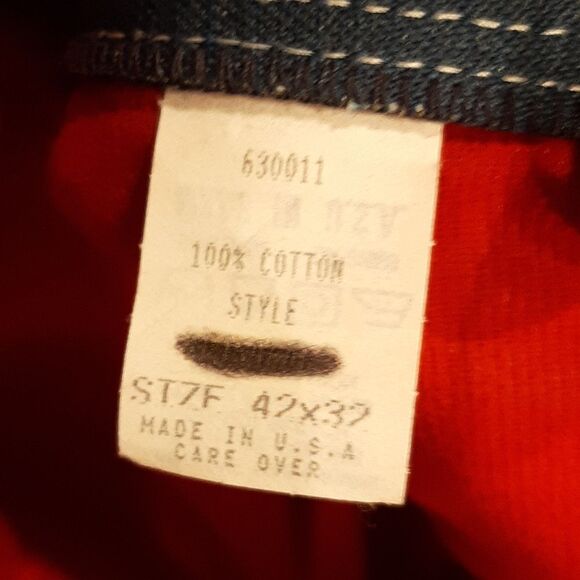 630011
100% COTTON
STYLE
SIZE 42x32
MADE IN U.S.A
CARE OVER